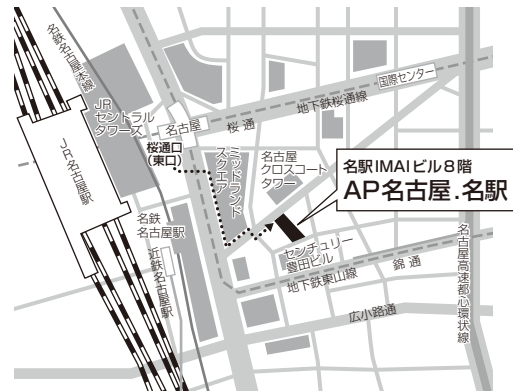 名鉄名古屋本線
JR
セントラル
タワーズ
JR名古屋駅
名古屋
桜通口
(東口)
桜通
国際センター
地下鉄桜通線
ミッドランド
スクエア
名古屋
クロスコート
タワー
名駅IMAIビル8階
AP名古屋.名駅
名鉄
名古屋駅
近鉄名古屋駅
センチュリー
豊田ビル
地下鉄東山線
錦通
広小路通
名古屋高速都心環状線